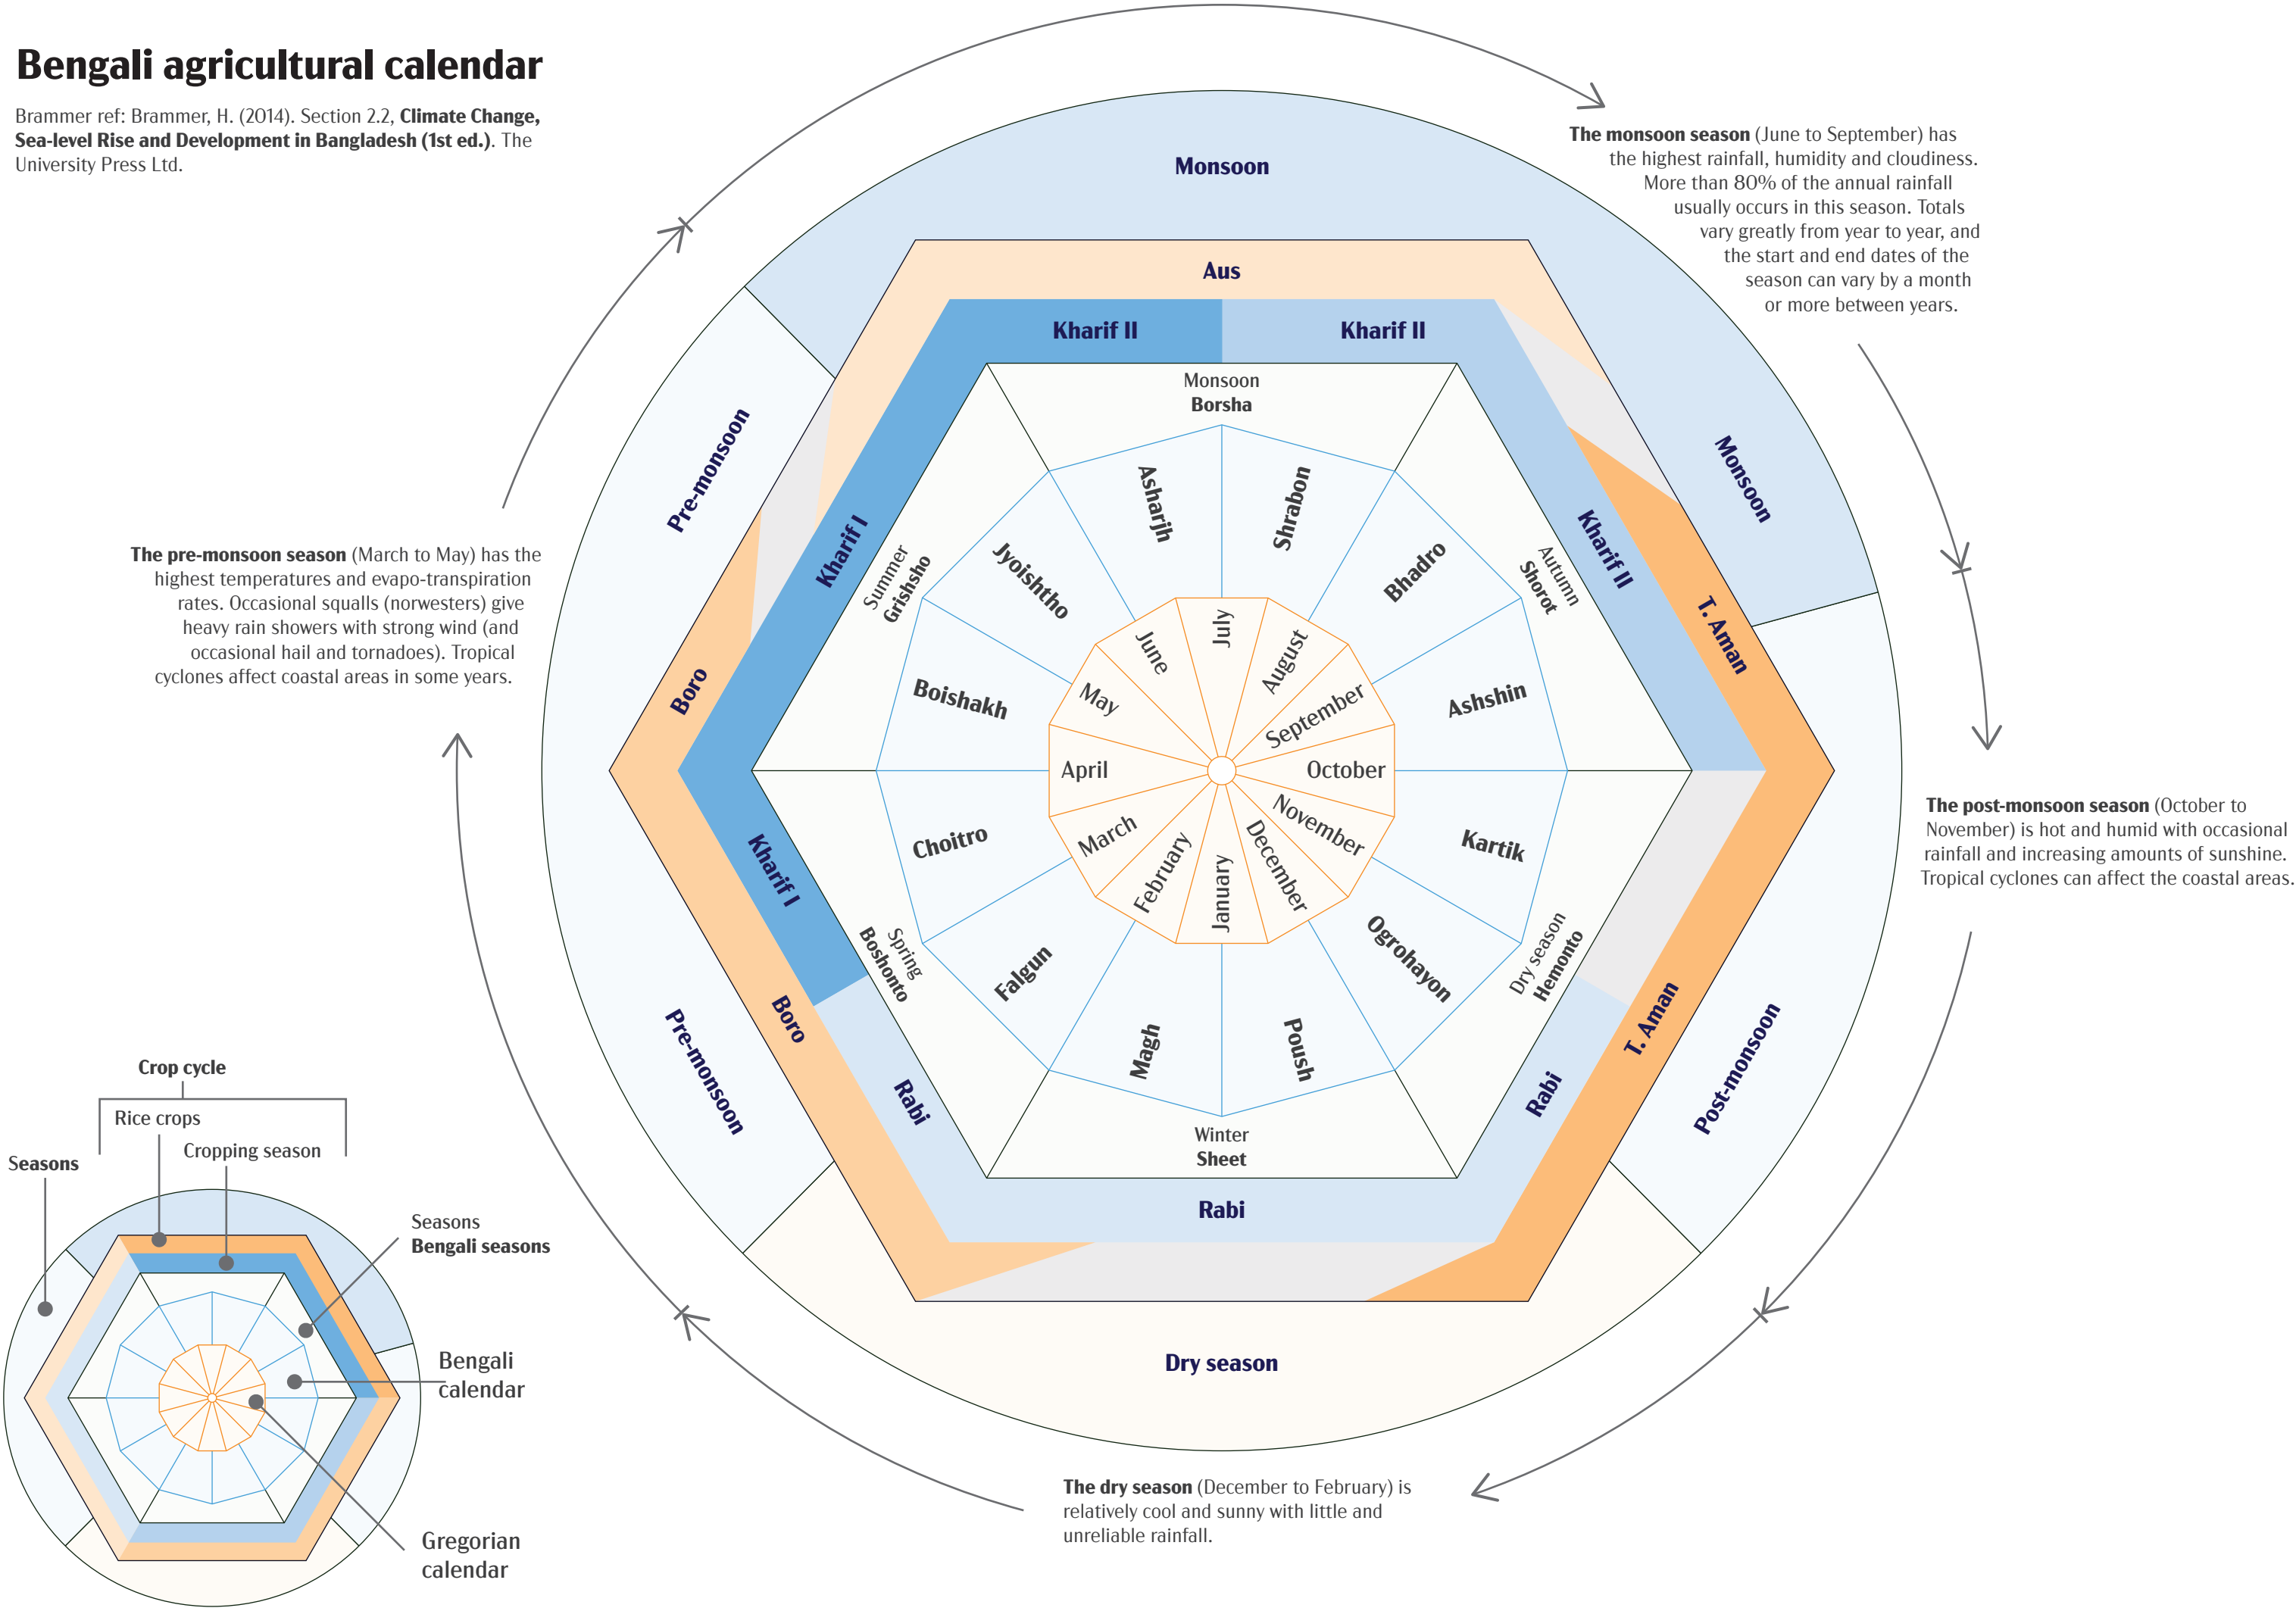 Bengali agricultural calendar
Brammer ref: Brammer, H. (2014). Section 2.2, Climate Change,
Sea-level Rise and Development in Bangladesh (1st ed.). The
University Press Ltd.
The monsoon season (June to September) has
the highest rainfall, humidity and cloudiness.
More than 80% of the annual rainfall
usually occurs in this season. Totals
vary greatly from year to year, and
the start and end dates of the
season can vary by a month
or more between years.
The pre-monsoon season (March to May) has the
highest temperatures and evapo-transpiration
rates. Occasional squalls (norwesters) give
heavy rain showers with strong wind (and
occasional hail and tornadoes). Tropical
cyclones affect coastal areas in some years.
The post-monsoon season (October to
November) is hot and humid with occasional
rainfall and increasing amounts of sunshine.
Tropical cyclones can affect the coastal areas.
The dry season (December to February) is
relatively cool and sunny with little and
unreliable rainfall.
Monsoon
Monsoon
Post-monsoon
Dry season
Pre-monsoon
Pre-monsoon
Aus
T. Aman
T. Aman
Boro
Boro
Kharif II
Kharif II
Kharif II
Rabi
Rabi
Rabi
Kharif I
Kharif I
Monsoon
Borsha
Autumn
Shorot
Dry season
Hemonto
Winter
Sheet
Spring
Boshonto
Summer
Grishsho
Asharjh
Shrabon
Bhadro
Ashshin
Kartik
Ogrohayon
Poush
Magh
Falgun
Choitro
Boishakh
Jyoishtho
July
August
September
October
November
December
January
February
March
April
May
June
Crop cycle
Rice crops
Cropping season
Seasons
Seasons
Bengali seasons
Bengali
calendar
Gregorian
calendar